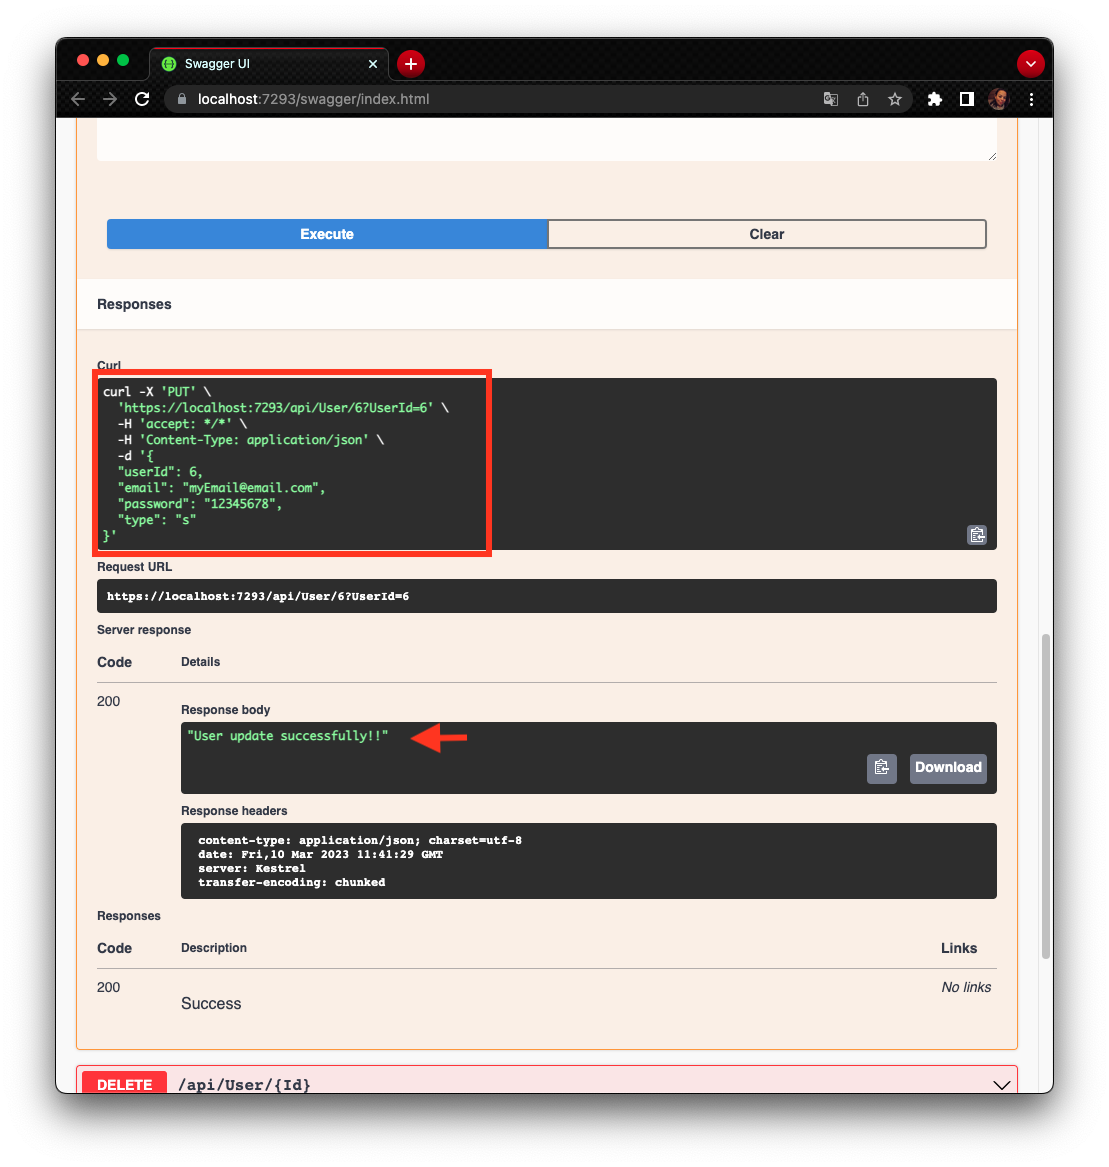 Swagger UI
localhost:7293/swagger/index.html
Execute
Clear
Responses
Curl
curl -X 'PUT' \
'https://localhost:7293/api/User/6?UserId=6' \
-H 'accept: */*' \
-H 'Content-Type: application/json' \
-d '{
"userId": 6,
"email": "myEmail@email.com",
"password": "12345678",
"type": "s"
}'
Request URL
https://localhost:7293/api/User/6?UserId=6
Server response
Code Details
200
Response body
"User update successfully!!"
Download
Response headers
content-type: application/json; charset=utf-8
date: Fri,10 Mar 2023 11:41:29 GMT
server: Kestrel
transfer-encoding: chunked
Responses
Code Description Links
200 No links
Success
DELETE /api/User/{Id}